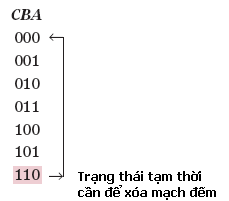 CBA
000
001
010
011
100
101
110 Trạng thái tạm thời
cần để xóa mạch đếm